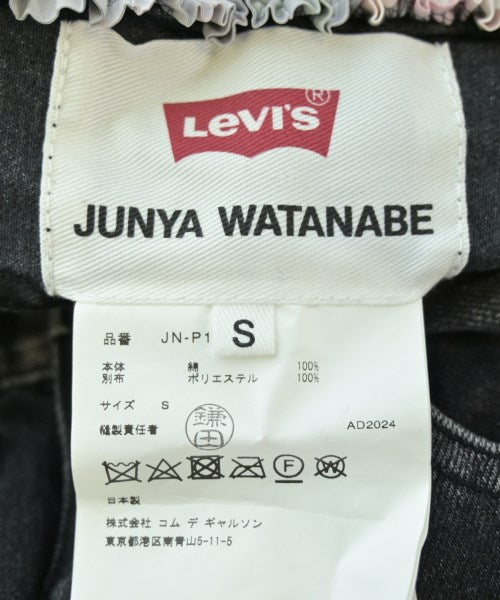 LEVI'S®
JUNYA WATANABE
S
品番 JN-P1
本体 綿 100%
別布 ポリエステル 100%
サイズ S
縫製責任者 鎌田 AD2024
F W
日本製
株式会社 コム デ ギャルソン
東京都港区南青山5-11-5